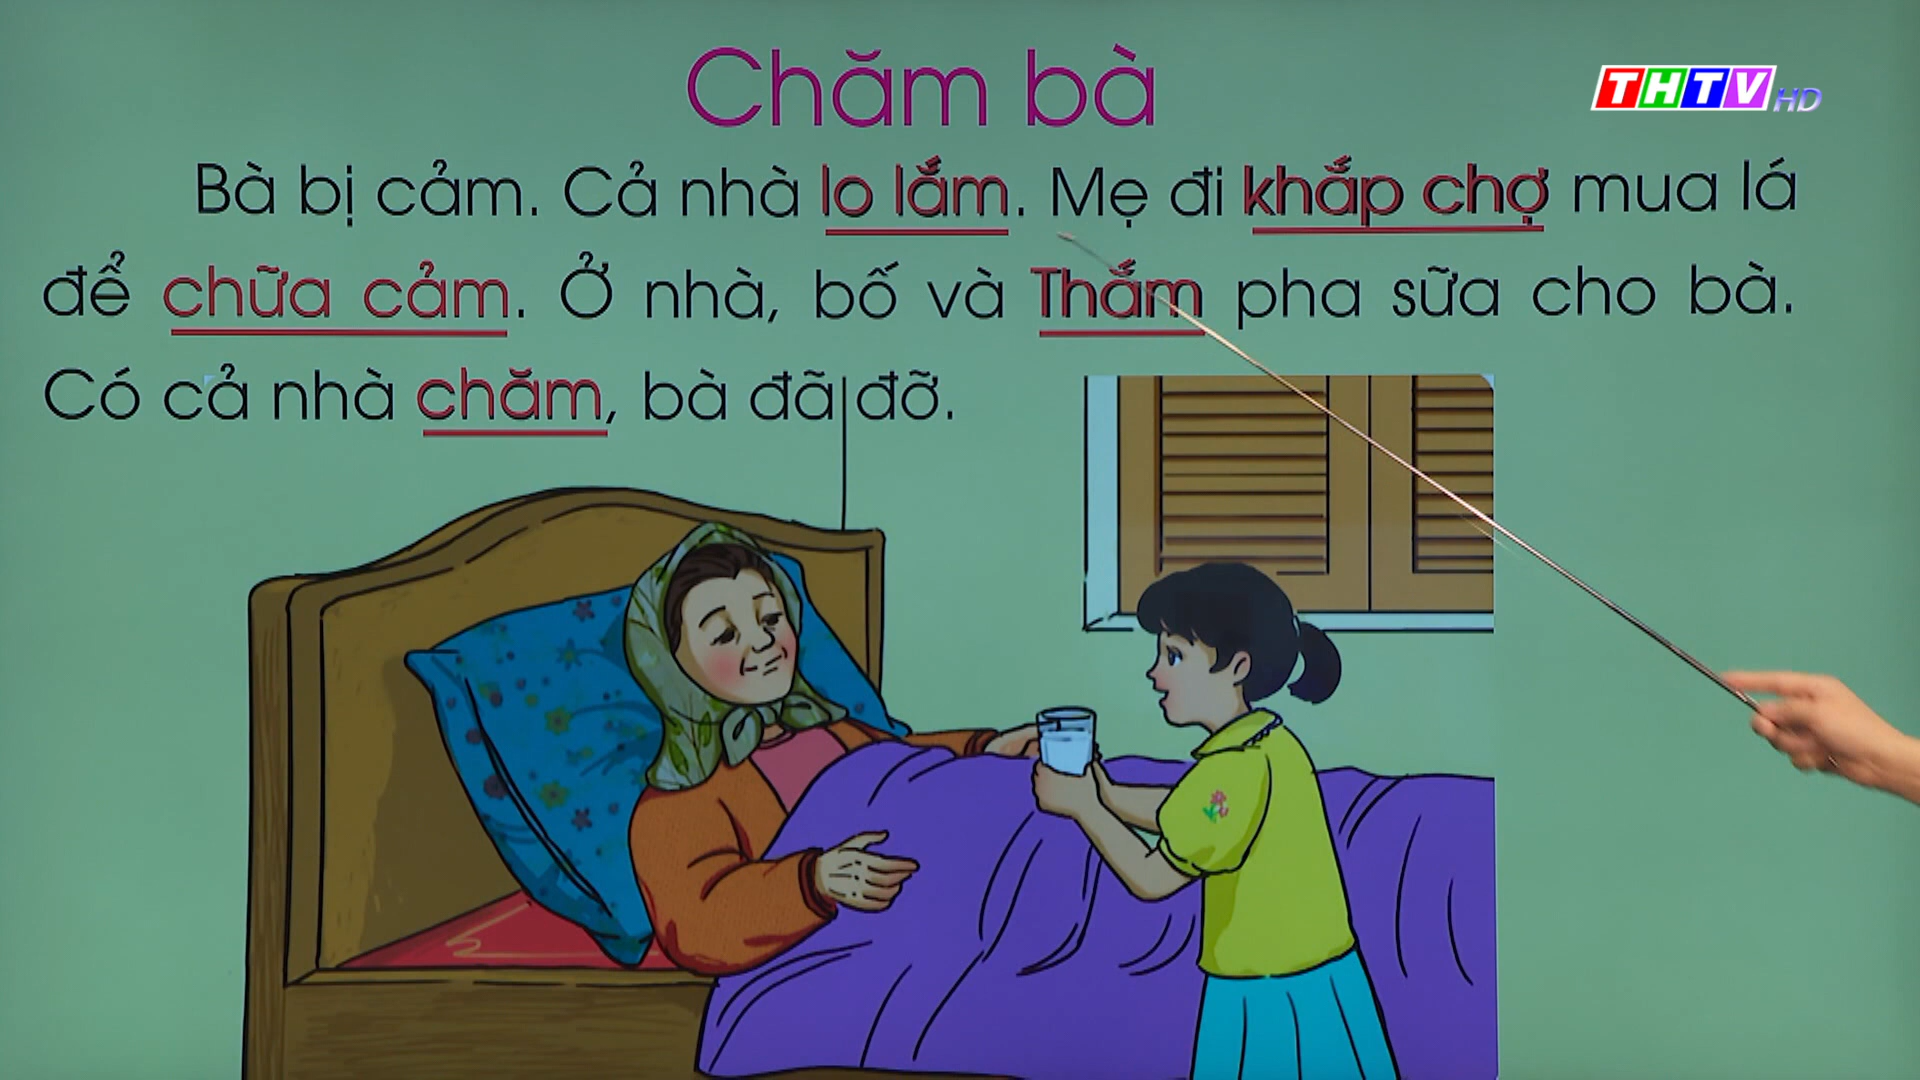 Chăm bà
THTV HD
Bà bị cảm. Cả nhà lo lắm. Mẹ đi khắp chợ mua lá
để chữa cảm. Ở nhà, bố và Thắm pha sữa cho bà.
Có cả nhà chăm, bà đã đỡ.